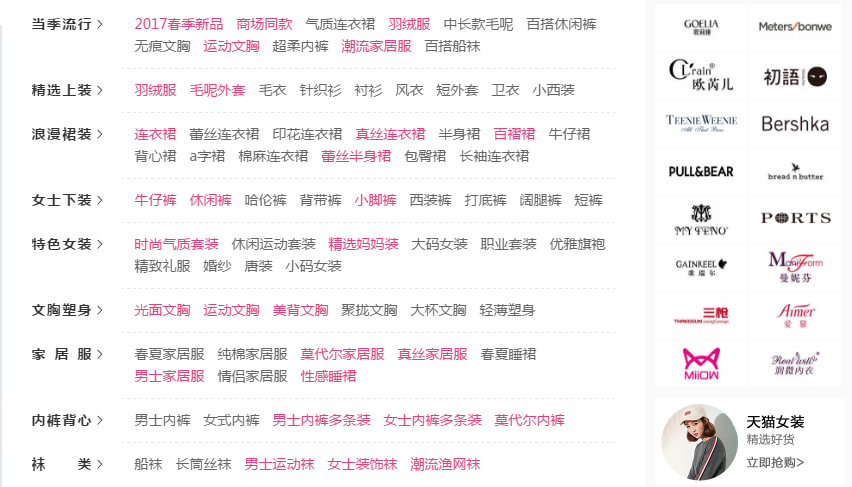 当季流行 >
2017春季新品 商场同款 气质连衣裙 羽绒服 中长款毛呢 百搭休闲裤
无痕文胸 运动文胸 超柔内裤 潮流家居服 百搭船袜
精选上装 >
羽绒服 毛呢外套 毛衣 针织衫 衬衫 风衣 短外套 卫衣 小西装
浪漫裙装 >
连衣裙 蕾丝连衣裙 印花连衣裙 真丝连衣裙 半身裙 百褶裙 牛仔裙
背心裙 a字裙 棉麻连衣裙 蕾丝半身裙 包臀裙 长袖连衣裙
女士下装 >
牛仔裤 休闲裤 哈伦裤 背带裤 小脚裤 西装裤 打底裤 阔腿裤 短裤
特色女装 >
时尚气质套装 休闲运动套装 精选妈妈装 大码女装 职业套装 优雅旗袍
精致礼服 婚纱 唐装 小码女装
文胸塑身 >
光面文胸 运动文胸 美背文胸 聚拢文胸 大杯文胸 轻薄塑身
家居服 >
春夏家居服 纯棉家居服 莫代尔家居服 真丝家居服 春夏睡裙
男士家居服 情侣家居服 性感睡裙
内裤背心 >
男士内裤 女式内裤 男士内裤多条装 女士内裤多条装 莫代尔内裤
袜类 >
船袜 长筒丝袜 男士运动袜 女士装饰袜 潮流渔网袜
GOELIA
歌莉娅
Meters/bonwe
C'rain®
欧芮儿
初語
TEENIE WEENIE
All That Bear
Bershka
PULL&BEAR
bread n butter
MY TENO®
PORTS
GAINREEL
歌瑞尔
ManiForm
曼妮芬
三枪
THREEGUN
Aimer
爱慕
MiiOW
Real will®
润微内衣
天猫女装
精选好货
立即抢购>